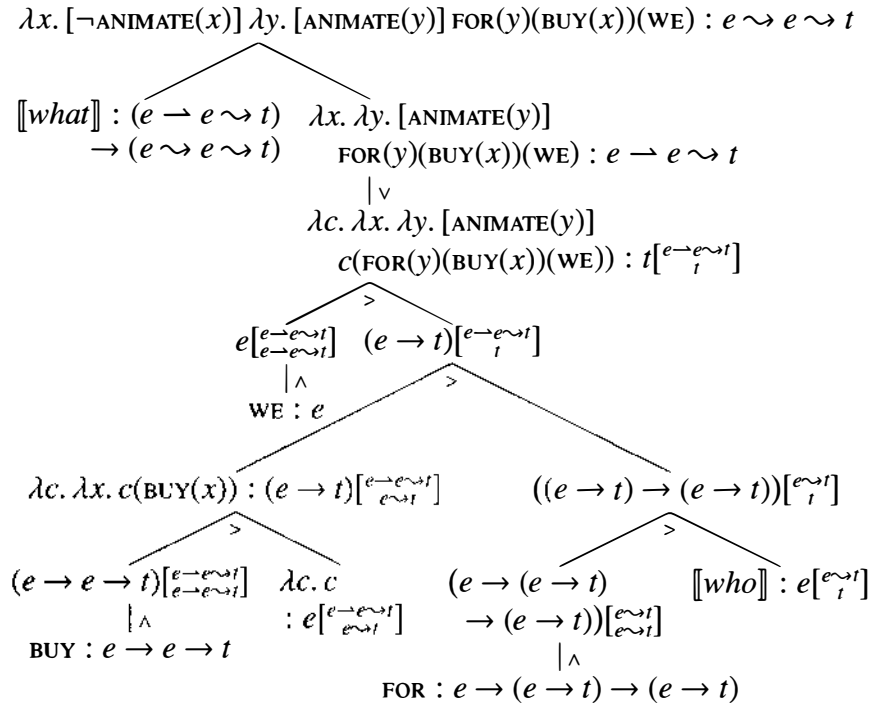 λx. [¬ANIMATE(x)] λy. [ANIMATE(y)] FOR(y)(BUY(x))(WE) : e ⇝ e ⇝ t
⟦what⟧ : (e ⇀ e ⇝ t) λx. λy. [ANIMATE(y)]
→ (e ⇝ e ⇝ t) FOR(y)(BUY(x))(WE) : e ⇀ e ⇝ t
∨
λc. λx. λy. [ANIMATE(y)]
c(FOR(y)(BUY(x))(WE)) : t[e⇀e⇝t t]
>
e[e⇀e⇝t e⇀e⇝t] (e → t)[e⇀e⇝t t]
∧ >
WE : e
λc. λx. c(BUY(x)) : (e → t)[e⇀e⇝t e⇝t] ((e → t) → (e → t))[e⇝t t]
> >
(e → e → t)[e⇀e⇝t e⇀e⇝t] λc. c (e → (e → t) ⟦who⟧ : e[e⇝t t]
∧ : e[e⇀e⇝t e⇝t] → (e → t))[e⇝t e⇝t]
BUY : e → e → t ∧
FOR : e → (e → t) → (e → t)